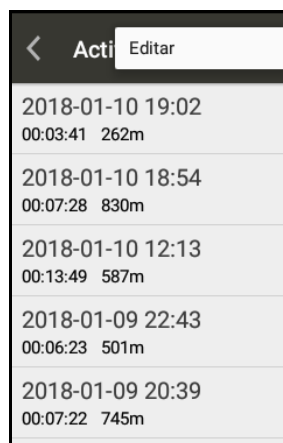 Acti Editar
2018-01-10 19:02
00:03:41 262m
2018-01-10 18:54
00:07:28 830m
2018-01-10 12:13
00:13:49 587m
2018-01-09 22:43
00:06:23 501m
2018-01-09 20:39
00:07:22 745m